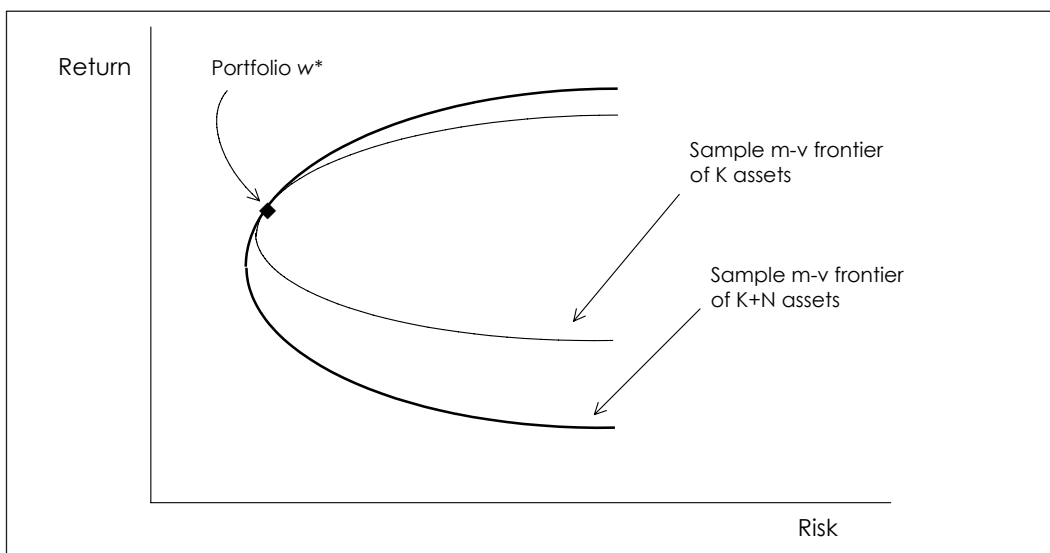 Return
Portfolio w*
Sample m-v frontier
of K assets
Sample m-v frontier
of K+N assets
Risk